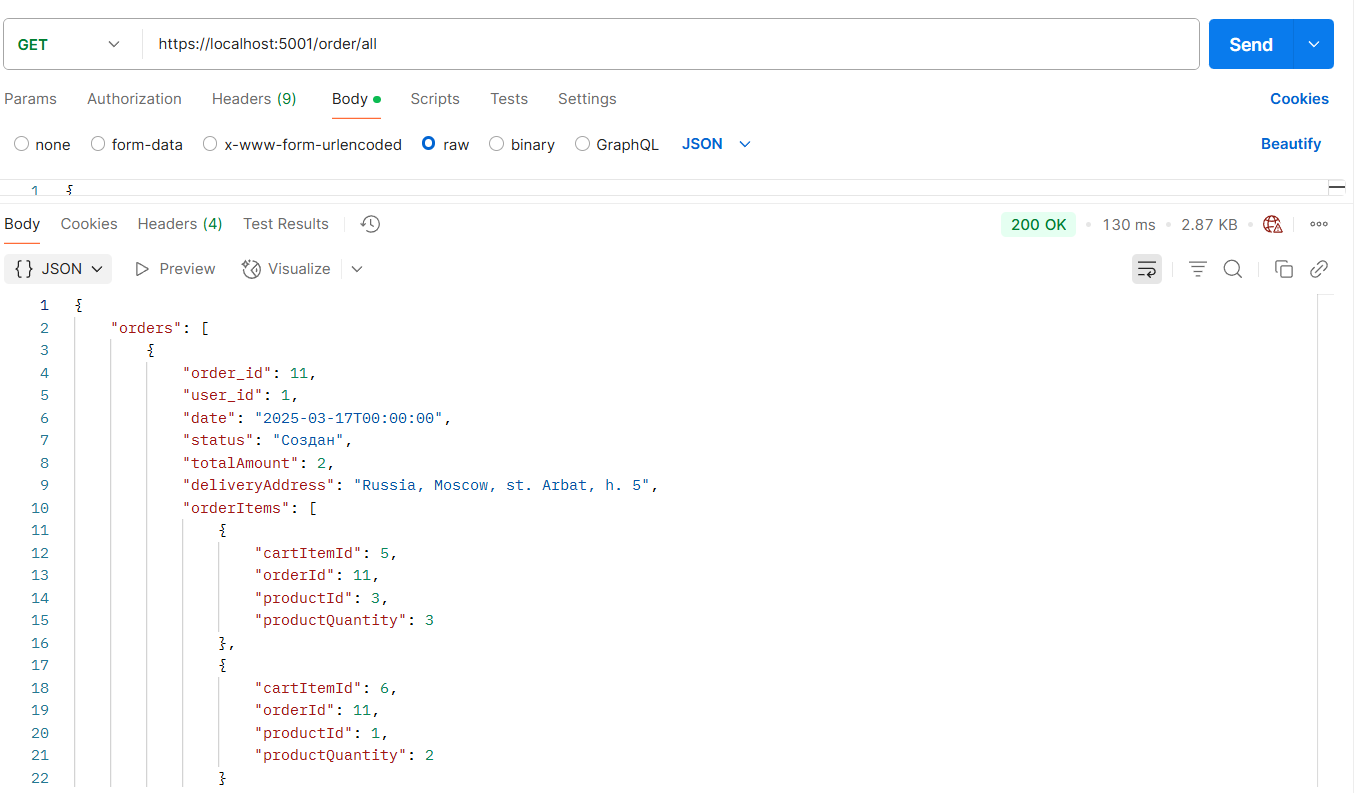 GET https://localhost:5001/order/all Send
Params Authorization Headers (9) Body Scripts Tests Settings Cookies
none form-data x-www-form-urlencoded raw binary GraphQL JSON Beautify
1 {
Body Cookies Headers (4) Test Results 200 OK 130 ms 2.87 KB
{} JSON Preview Visualize
1 {
2 "orders": [
3 {
4 "order_id": 11,
5 "user_id": 1,
6 "date": "2025-03-17T00:00:00",
7 "status": "Создан",
8 "totalAmount": 2,
9 "deliveryAddress": "Russia, Moscow, st. Arbat, h. 5",
10 "orderItems": [
11 {
12 "cartItemId": 5,
13 "orderId": 11,
14 "productId": 3,
15 "productQuantity": 3
16 },
17 {
18 "cartItemId": 6,
19 "orderId": 11,
20 "productId": 1,
21 "productQuantity": 2
22 }